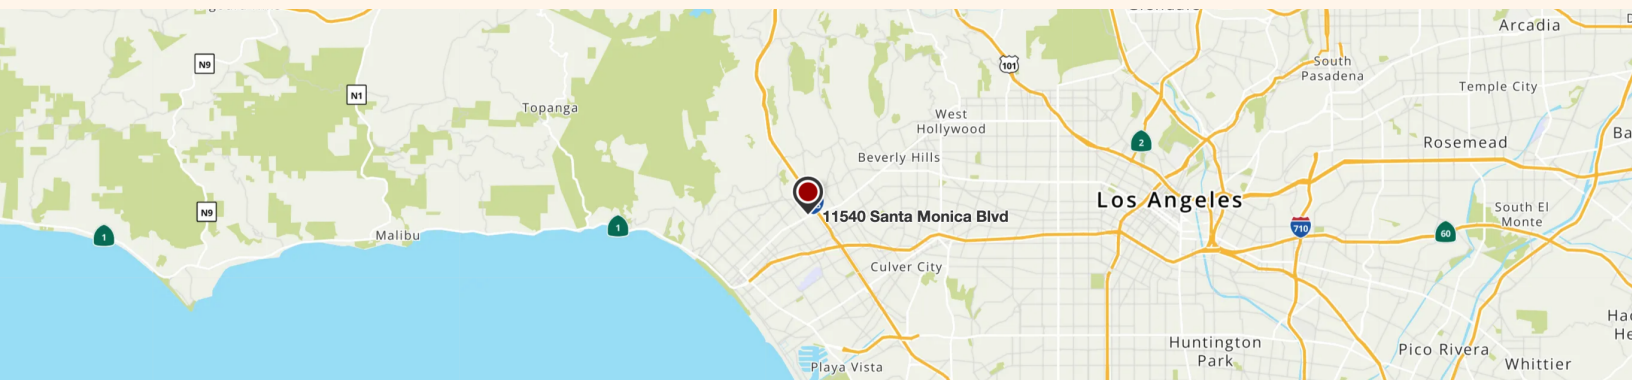 Arcadia
N9
101
South
Pasadena
Temple City
N1
Topanga
West
Hollywood
2
Rosemead
Beverly Hills
Los Angeles
11540 Santa Monica Blvd
N9
South El
Monte
1
Malibu
1
710
60
Culver City
Huntington
Park
Pico Rivera
Whittier
Playa Vista